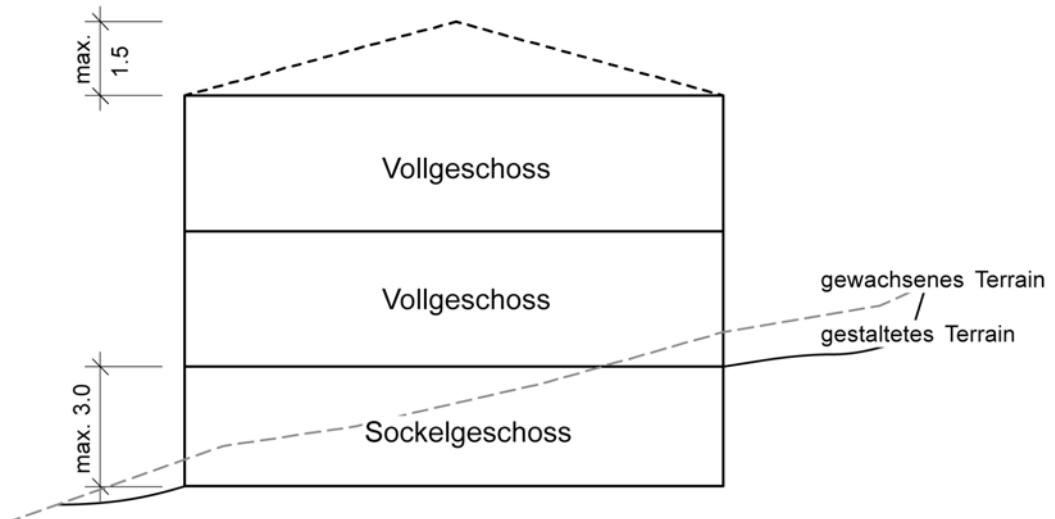 max.
1.5
Vollgeschoss
Vollgeschoss
gewachsenes Terrain
gestaltetes Terrain
max. 3.0
Sockelgeschoss